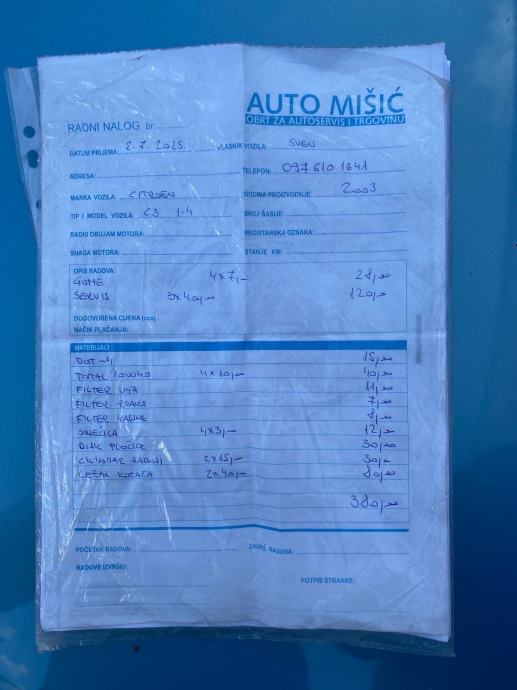 AUTO MIŠIĆ
OBRT ZA AUTOSERVIS I TRGOVINU
RADNI NALOG br:
DATUM PRIJEMA 2.7.2025. VLASNIK VOZILA: SVEN
ADRESA: TELEFON: 097 610 1641
MARKA VOZILA: CITROEN GODINA PROIZVODNJE: 2003
TIP I MODEL VOZILA: C3 1.4 BROJ ŠASIJE:
RADNI OBUJAM MOTORA: REGISTARSKA OZNAKA:
SNAGA MOTORA: STANJE KM:
OPIS RADOVA:
GUME 4x7,- 28,00
SERVIS 3x40,00 120,00
DOGOVORENA CIJENA (cca):
NAČIN PLAĆANJA:
MATERIJALI
DOT-4 15,00
TOTAL 10W40 4x10,- 40,00
FILTER ULJA 11,00
FILTER ZRAKA 7,00
FILTER KABINE 8,00
SVJEĆICA 4x3,- 12,00
DISK PLOČICE 30,00
CILINDAR ZADNJI 2x15,- 30,00
LEŽAJ KOTAČA 2x40,- 80,00
380,00
POČETAK RADOVA: ZAVRŠ. RADOVA:
RADOVE IZVRŠIO:
POTPIS STRANKE: